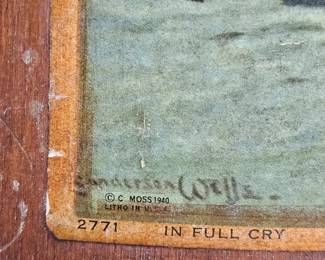 Sanderson Wells
© C. MOSS 1940
LITHO IN U.S.A.
2771 IN FULL CRY